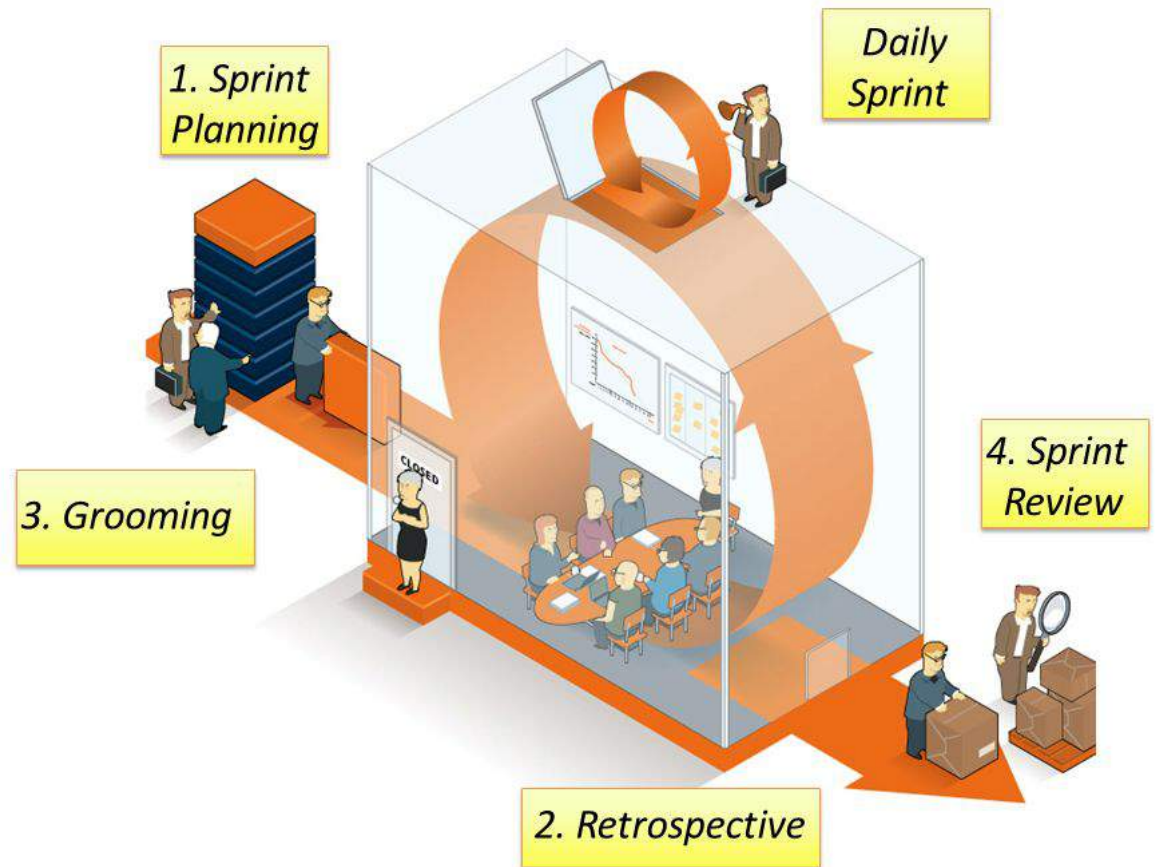 1. Sprint
Planning
Daily
Sprint
CLOSED
3. Grooming
4. Sprint
Review
2. Retrospective